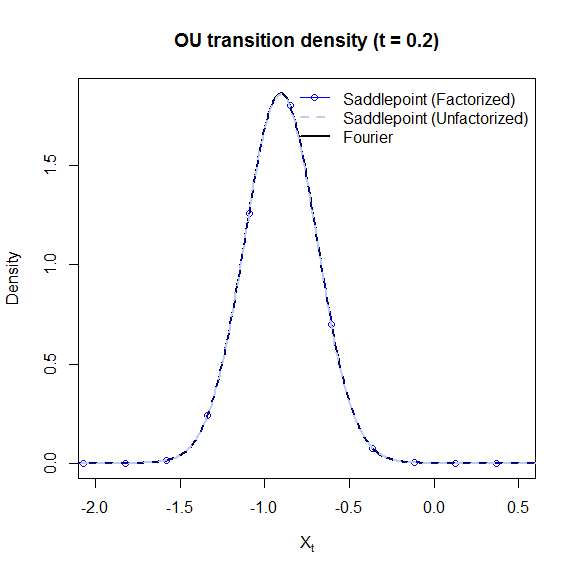 OU transition density (t = 0.2)
Saddlepoint (Factorized)
Saddlepoint (Unfactorized)
Fourier
Density
1.5
1.0
0.5
0.0
-2.0 -1.5 -1.0 -0.5 0.0 0.5
Xt